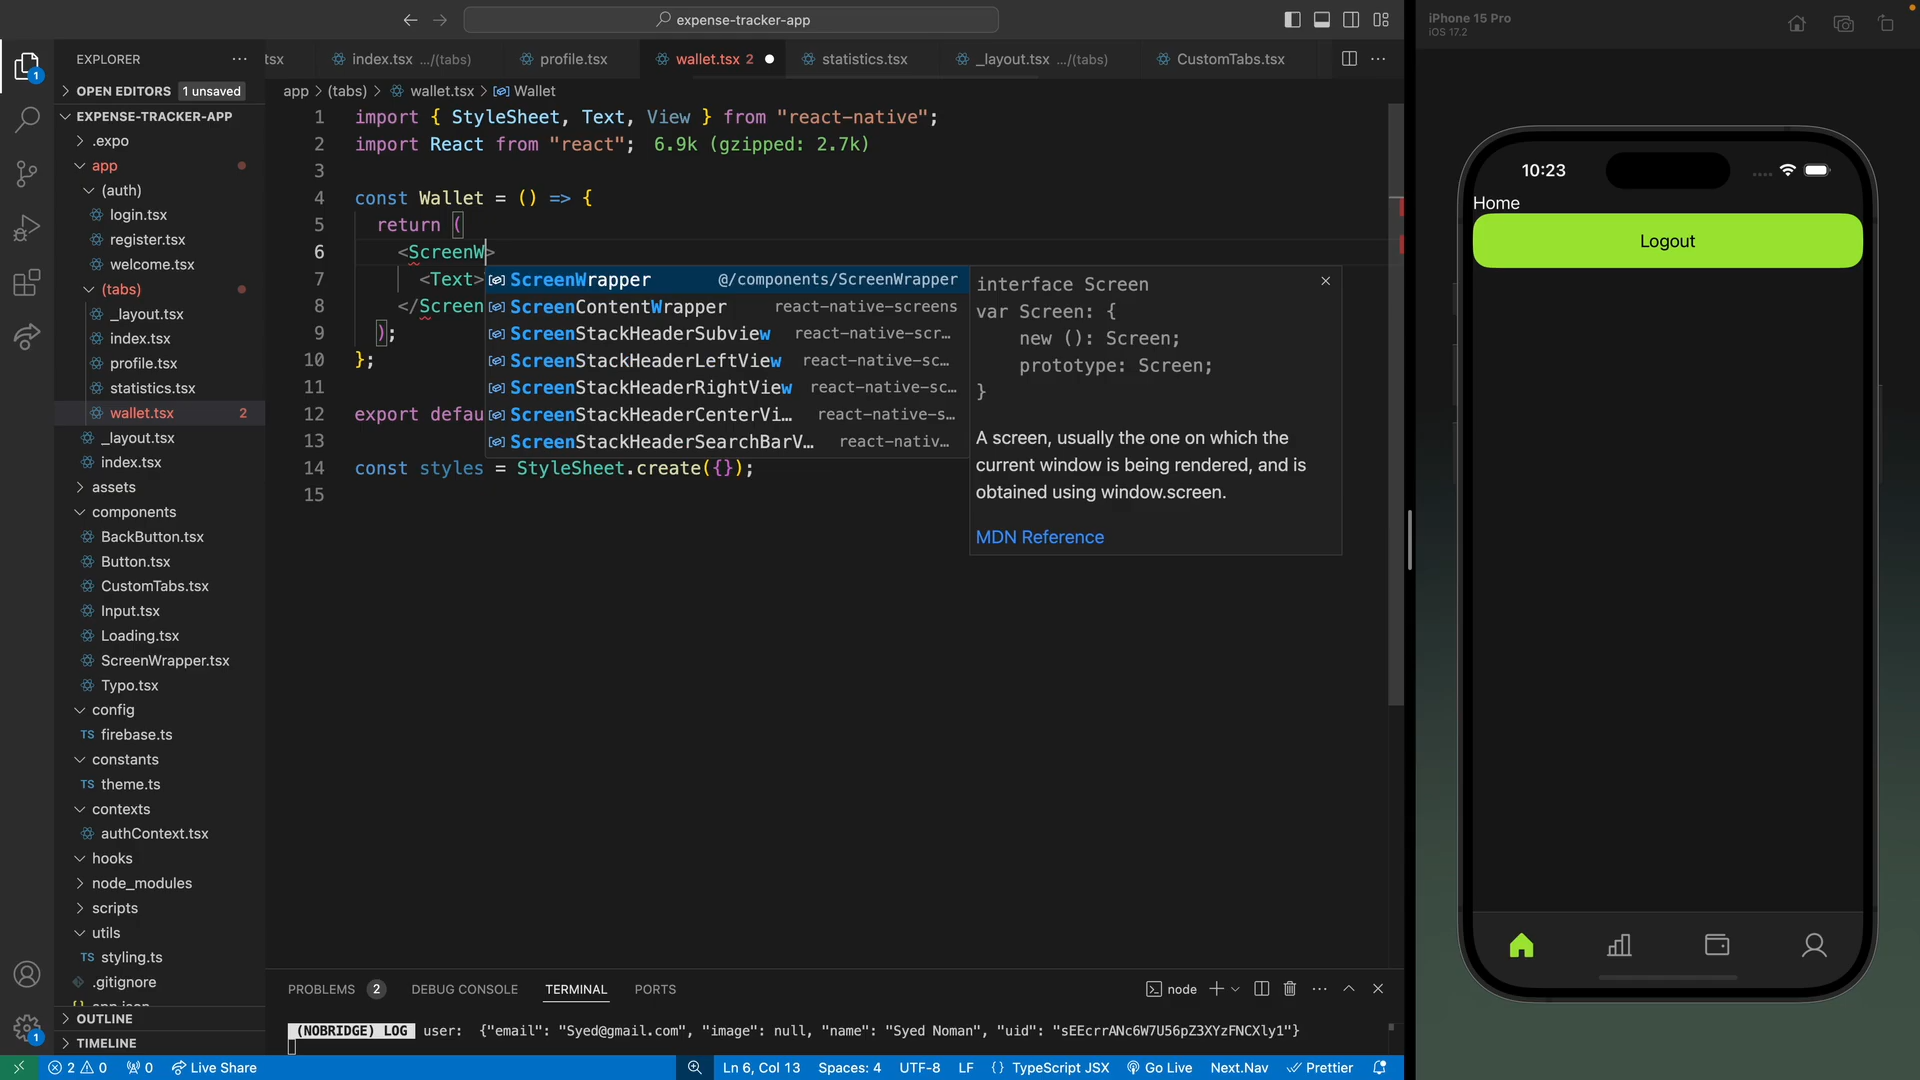 expense-tracker-app
iPhone 15 Pro
iOS 17.2
EXPLORER
tsx
index.tsx .../(tabs)
profile.tsx
wallet.tsx 2
statistics.tsx
_layout.tsx .../(tabs)
CustomTabs.tsx
OPEN EDITORS 1 unsaved
app > (tabs) > wallet.tsx > Wallet
EXPENSE-TRACKER-APP
.expo
app
(auth)
login.tsx
register.tsx
welcome.tsx
(tabs)
_layout.tsx
index.tsx
profile.tsx
statistics.tsx
wallet.tsx 2
_layout.tsx
index.tsx
assets
components
BackButton.tsx
Button.tsx
CustomTabs.tsx
Input.tsx
Loading.tsx
ScreenWrapper.tsx
Typo.tsx
config
TS firebase.ts
constants
TS theme.ts
contexts
authContext.tsx
hooks
node_modules
scripts
utils
TS styling.ts
.gitignore
OUTLINE
TIMELINE
1
1
1 import { StyleSheet, Text, View } from "react-native";
2 import React from "react"; 6.9k (gzipped: 2.7k)
3
4 const Wallet = () => {
5 return (
6 <ScreenW>
7 <Text>
8 </Screen
9 );
10 };
11
12 export defau
13
14 const styles = StyleSheet.create({});
15
ScreenWrapper @/components/ScreenWrapper
ScreenContentWrapper react-native-screens
ScreenStackHeaderSubview react-native-scr...
ScreenStackHeaderLeftView react-native-sc...
ScreenStackHeaderRightView react-native-sc...
ScreenStackHeaderCenterVi... react-native-s...
ScreenStackHeaderSearchBarV... react-nativ...
interface Screen
var Screen: {
new (): Screen;
prototype: Screen;
}
A screen, usually the one on which the
current window is being rendered, and is
obtained using window.screen.
MDN Reference
10:23
Home
Logout
PROBLEMS 2 DEBUG CONSOLE TERMINAL PORTS
node
(NOBRIDGE) LOG user: {"email": "Syed@gmail.com", "image": null, "name": "Syed Noman", "uid": "sEEcrrANc6W7U56pZ3XYzFNCXly1"}
2 0 0 Live Share
Ln 6, Col 13 Spaces: 4 UTF-8 LF {} TypeScript JSX Go Live Next.Nav Prettier